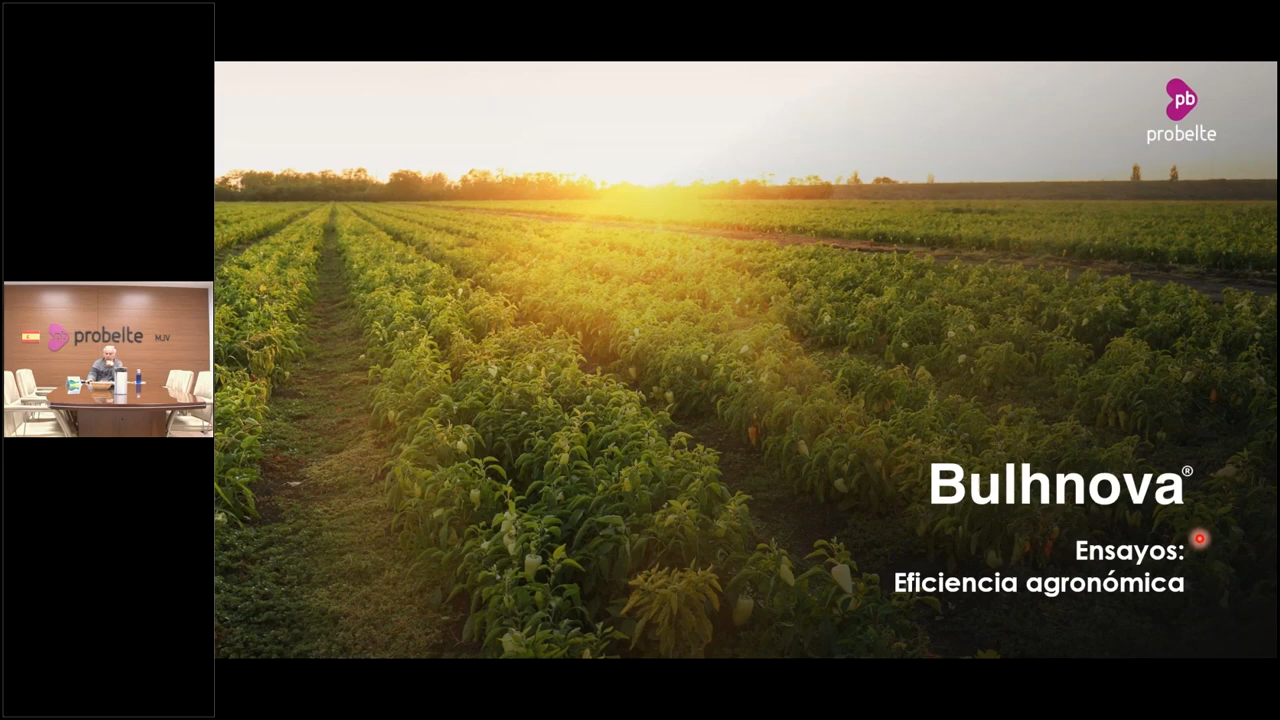 pb
probelte
probelte MJV
Bulhnova®
Ensayos:
Eficiencia agronómica